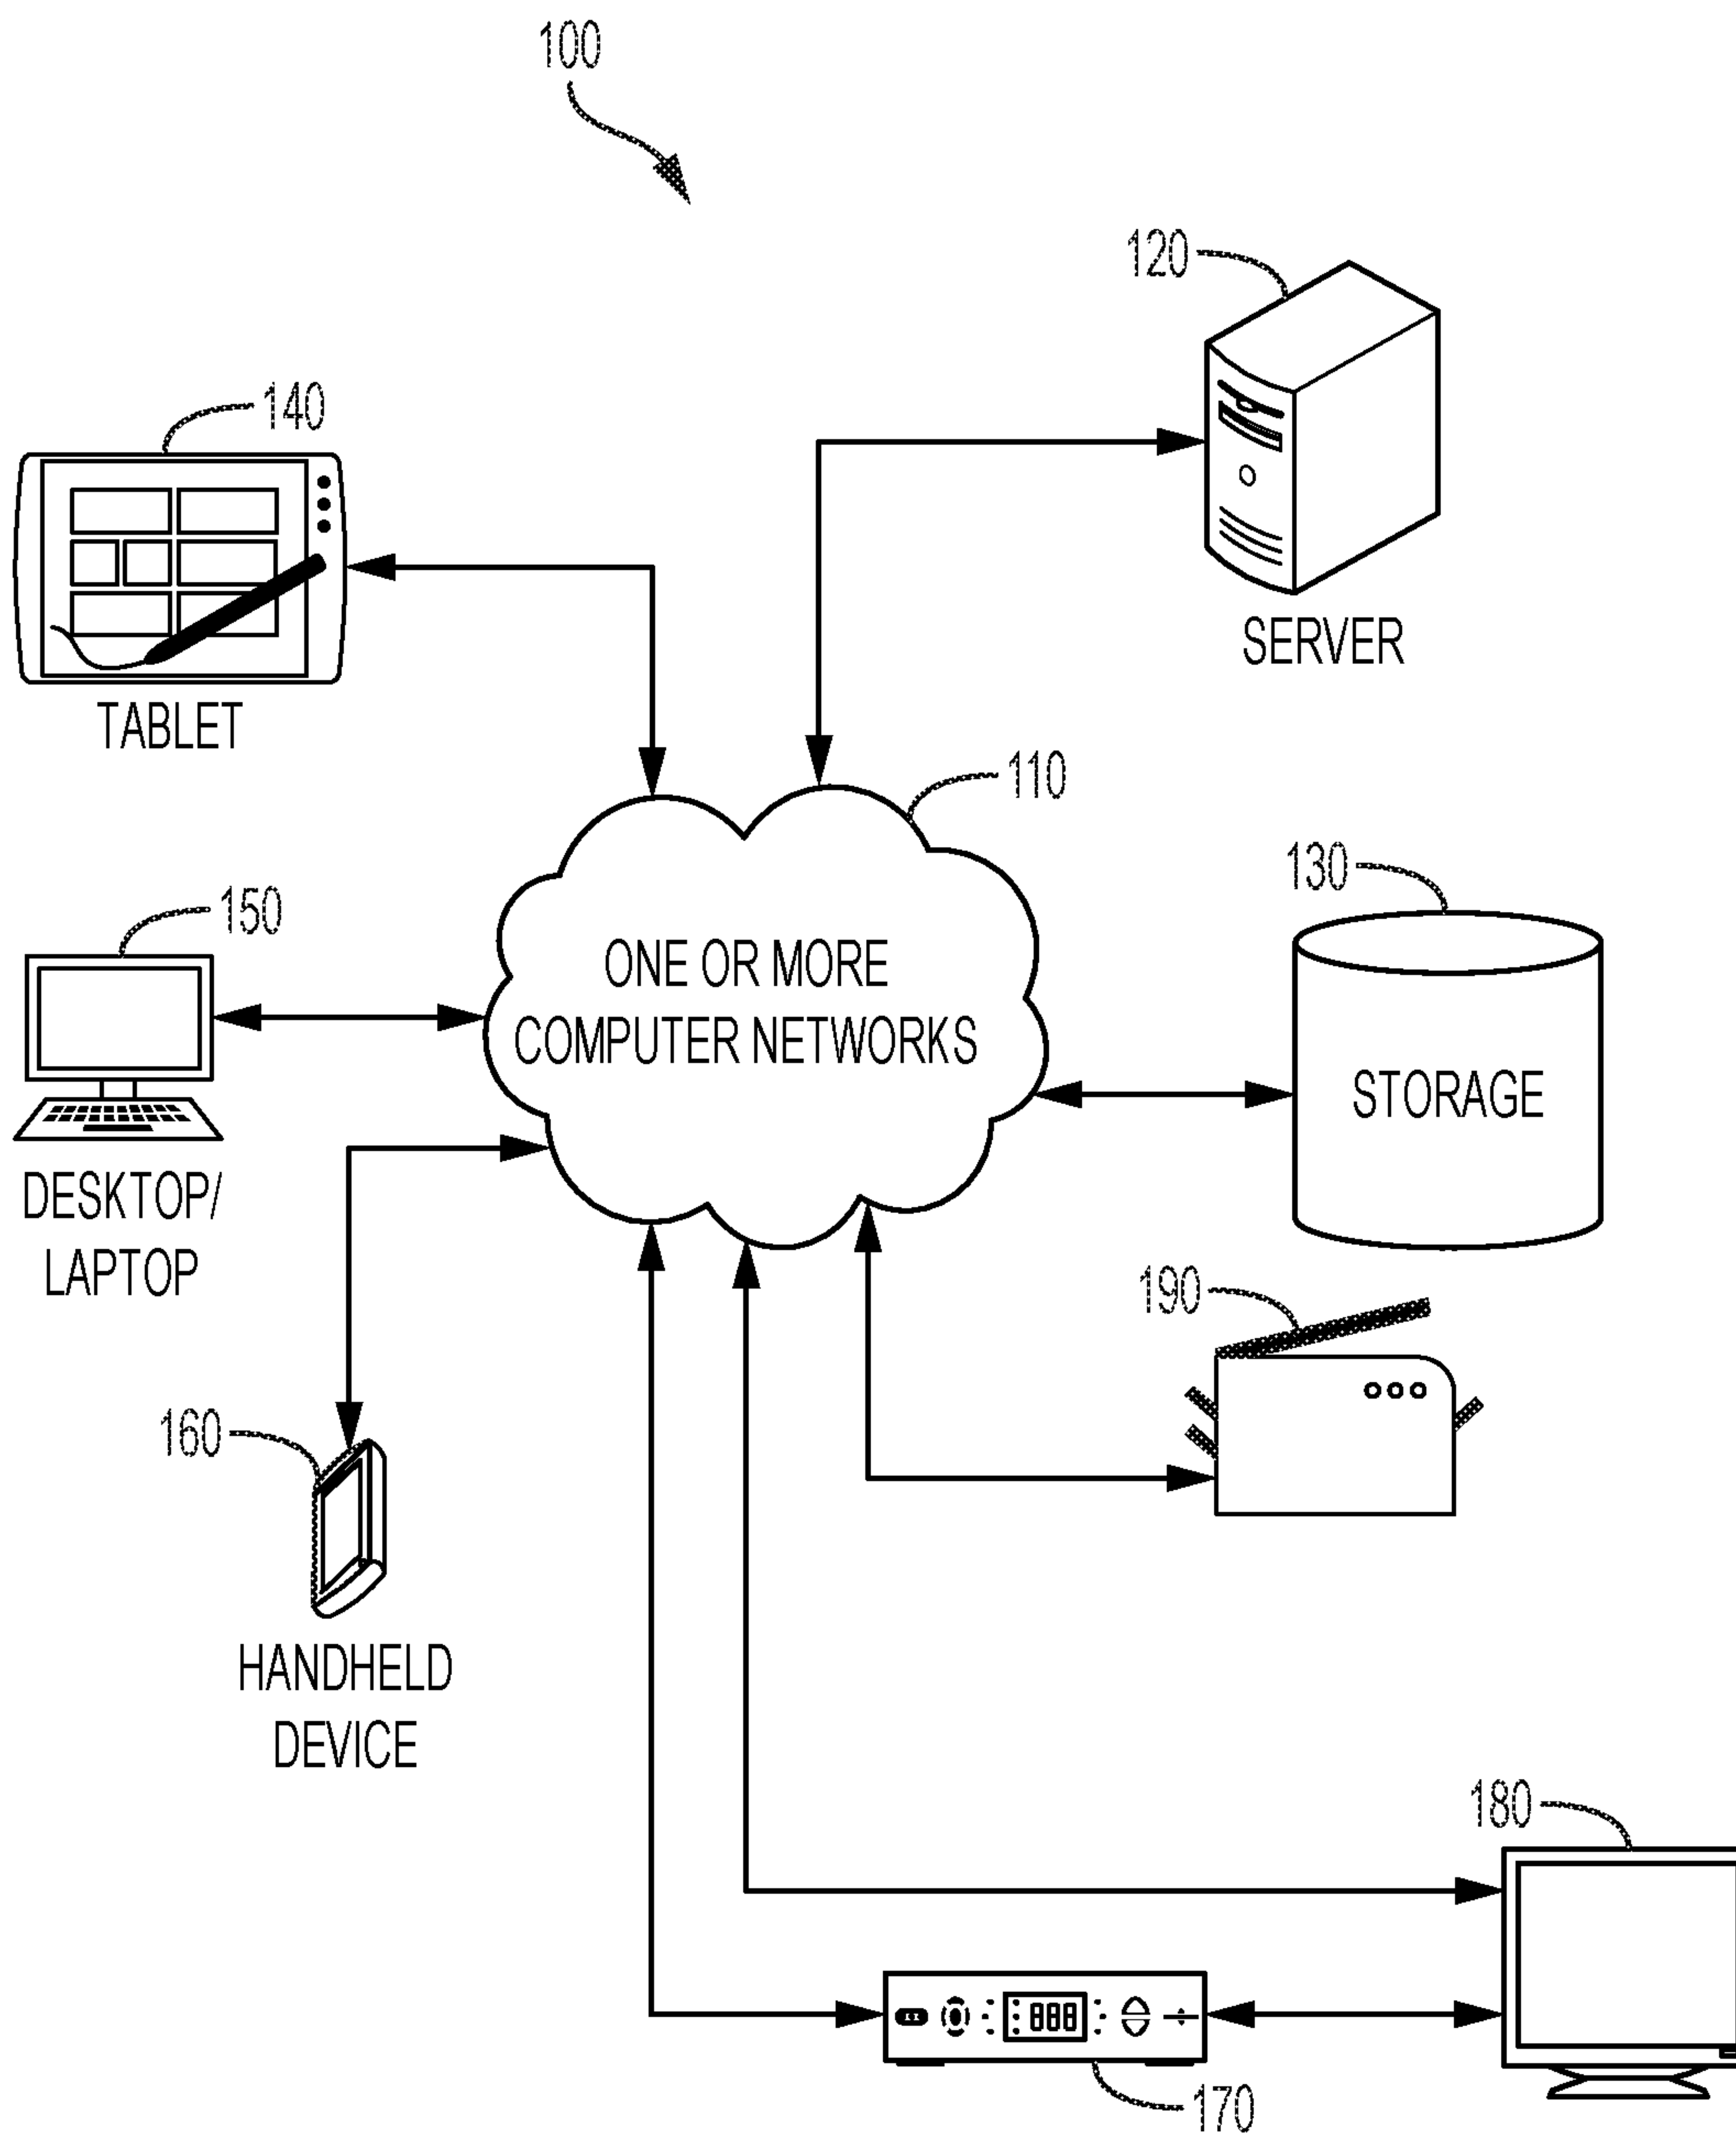 100
120
SERVER
140
TABLET
110
ONE OR MORE
COMPUTER NETWORKS
130
STORAGE
150
DESKTOP/
LAPTOP
190
160
HANDHELD
DEVICE
180
888
170